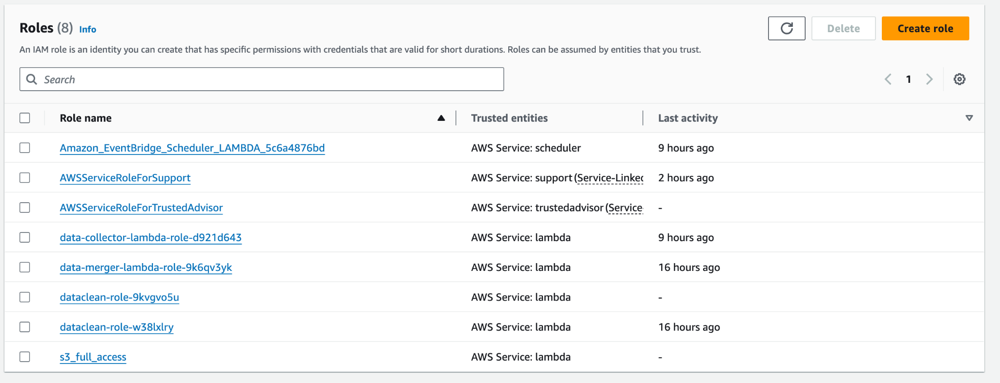 Roles (8) Info
Delete
Create role
An IAM role is an identity you can create that has specific permissions with credentials that are valid for short durations. Roles can be assumed by entities that you trust.
Search
1
Role name Trusted entities Last activity
Amazon_EventBridge_Scheduler_LAMBDA_5c6a4876bd AWS Service: scheduler 9 hours ago
AWSServiceRoleForSupport AWS Service: support (Service-Linked 2 hours ago
AWSServiceRoleForTrustedAdvisor AWS Service: trustedadvisor (Service- -
data-collector-lambda-role-d921d643 AWS Service: lambda 9 hours ago
data-merger-lambda-role-9k6qv3yk AWS Service: lambda 16 hours ago
dataclean-role-9kvgvo5u AWS Service: lambda -
dataclean-role-w38lxlry AWS Service: lambda 16 hours ago
s3_full_access AWS Service: lambda -